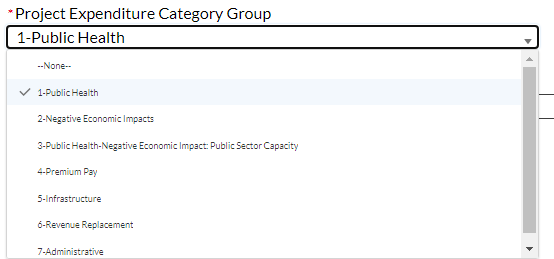 *Project Expenditure Category Group
1-Public Health
--None--
1-Public Health
2-Negative Economic Impacts
3-Public Health-Negative Economic Impact: Public Sector Capacity
4-Premium Pay
5-Infrastructure
6-Revenue Replacement
7-Administrative